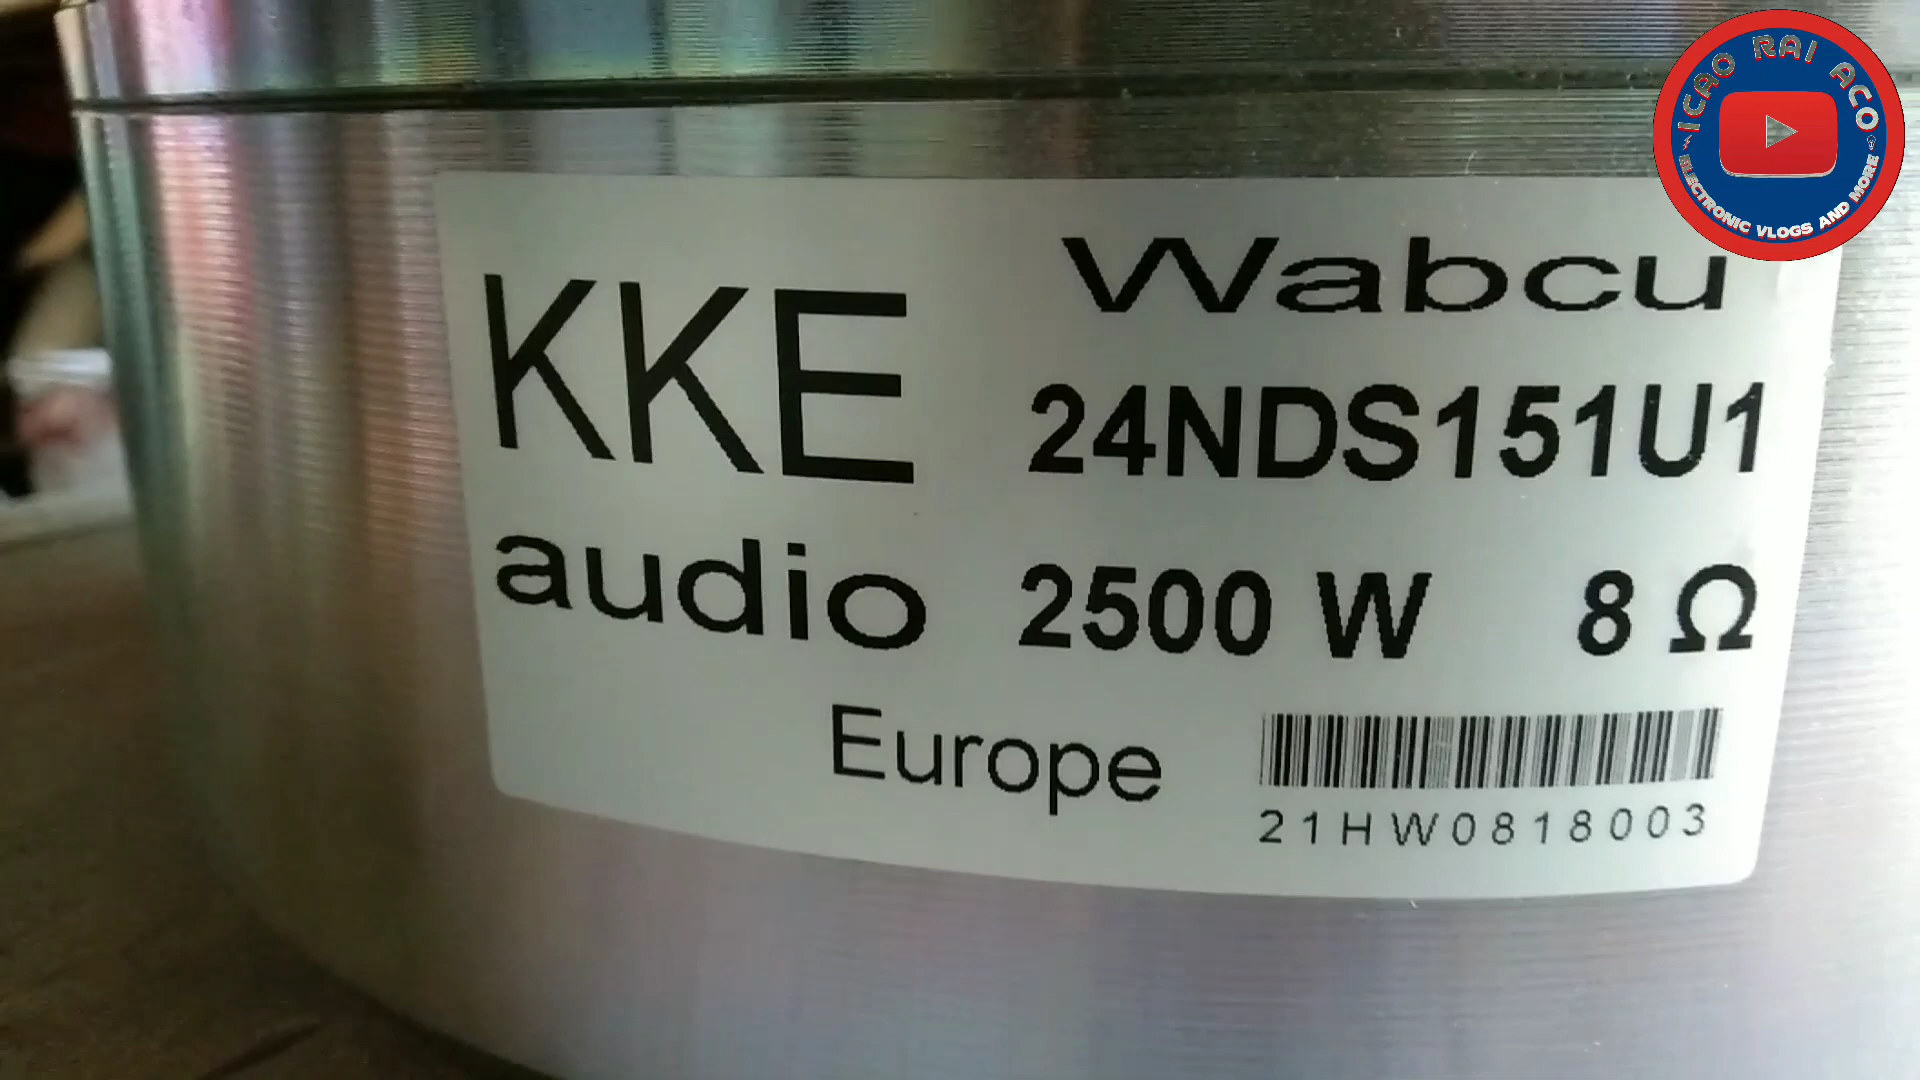 KKE
audio
Wabcu
24NDS151U1
2500 W 8 Ω
Europe
21HW0818003
ICAO RAI ACO
ELECTRONIC VLOGS AND MORE